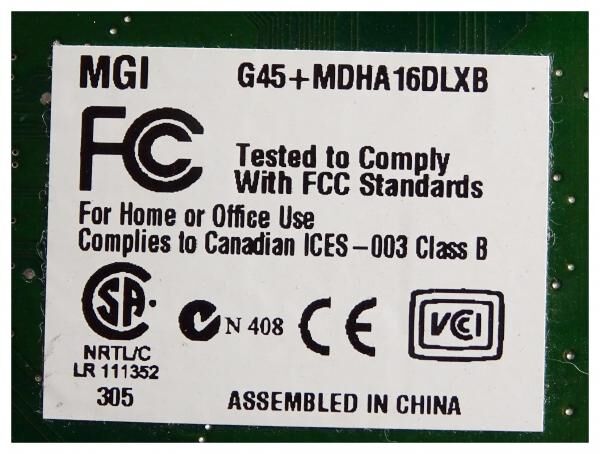 MGI G45+MDHA16DLXB
FC
Tested to Comply
With FCC Standards
For Home or Office Use
Complies to Canadian ICES-003 Class B
SA
N 408 CE VCI
NRTL/C
LR 111352
305 ASSEMBLED IN CHINA